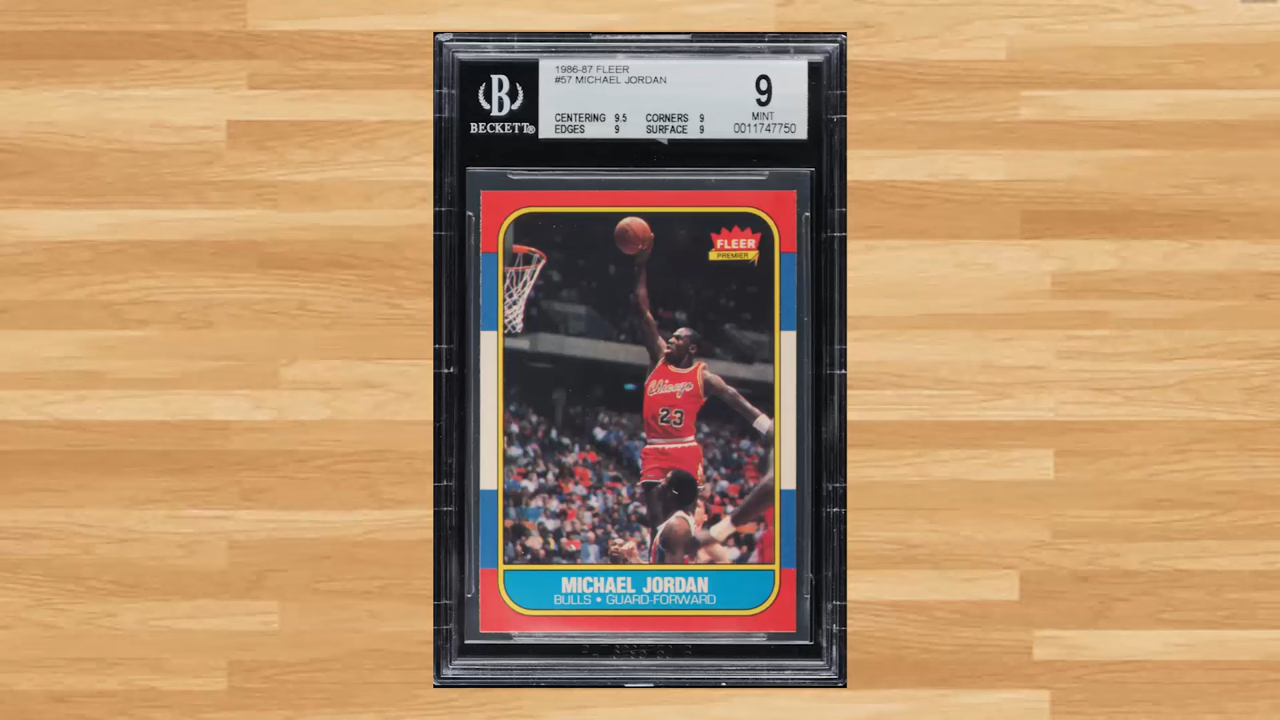 1986-87 FLEER
#57 MICHAEL JORDAN
9
MINT
CENTERING 9.5 CORNERS 9
EDGES 9 SURFACE 9
0011747750
B
BECKETT®
FLEER
PREMIER
Chicago
23
MICHAEL JORDAN
BULLS • GUARD-FORWARD